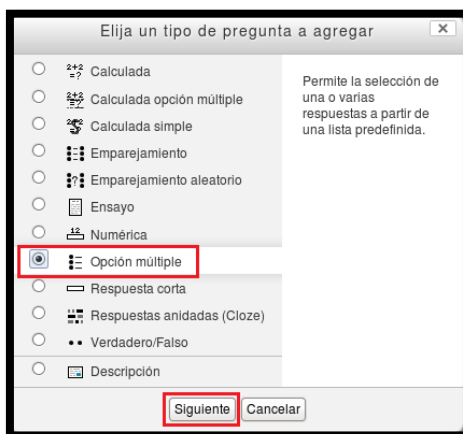 Elija un tipo de pregunta a agregar
Calculada
Calculada opción múltiple
Calculada simple
Emparejamiento
Emparejamiento aleatorio
Ensayo
Numérica
Opción múltiple
Respuesta corta
Respuestas anidadas (Cloze)
Verdadero/Falso
Descripción
Permite la selección de
una o varias
respuestas a partir de
una lista predefinida.
Siguiente Cancelar